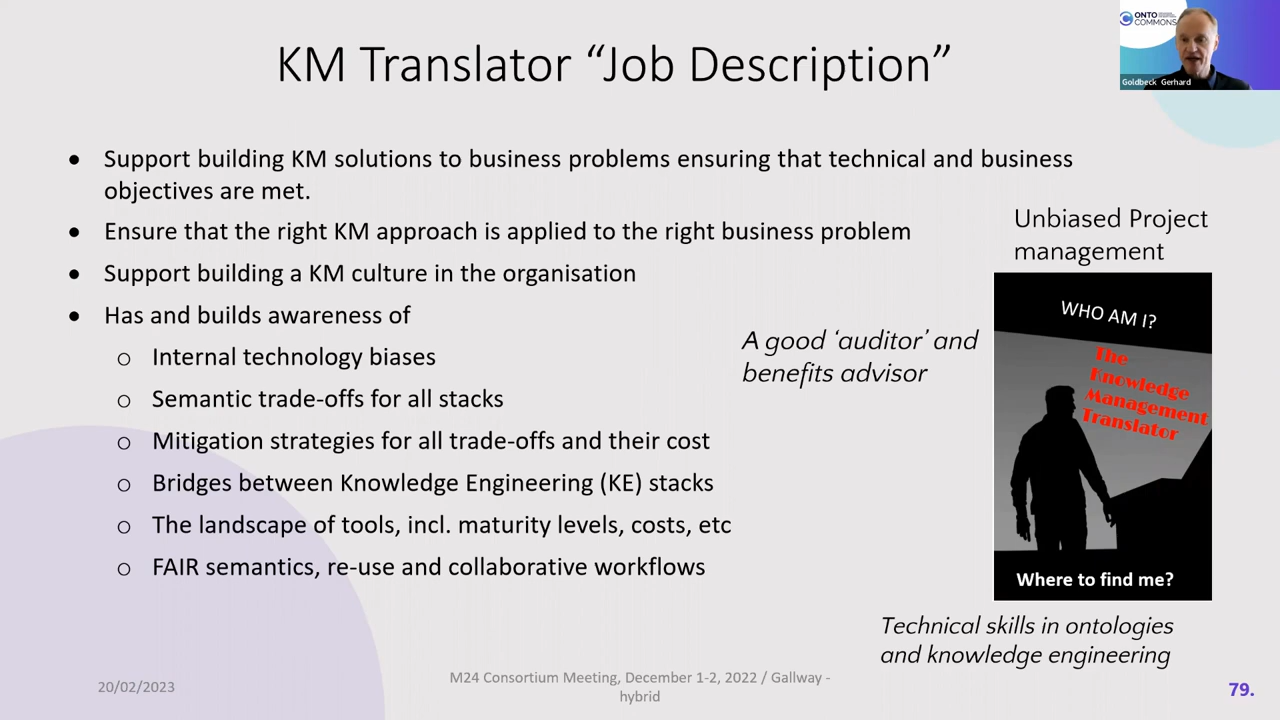 KM Translator “Job Description”
ONTO
COMMONS
Goldbeck Gerhard
● Support building KM solutions to business problems ensuring that technical and business
objectives are met.
● Ensure that the right KM approach is applied to the right business problem
● Support building a KM culture in the organisation
● Has and builds awareness of
○ Internal technology biases
○ Semantic trade-offs for all stacks
○ Mitigation strategies for all trade-offs and their cost
○ Bridges between Knowledge Engineering (KE) stacks
○ The landscape of tools, incl. maturity levels, costs, etc
○ FAIR semantics, re-use and collaborative workflows
A good ‘auditor’ and
benefits advisor
Unbiased Project
management
WHO AM I?
The
Knowledge
Management
Translator
Where to find me?
Technical skills in ontologies
and knowledge engineering
20/02/2023
M24 Consortium Meeting, December 1-2, 2022 / Gallway -
hybrid
79.